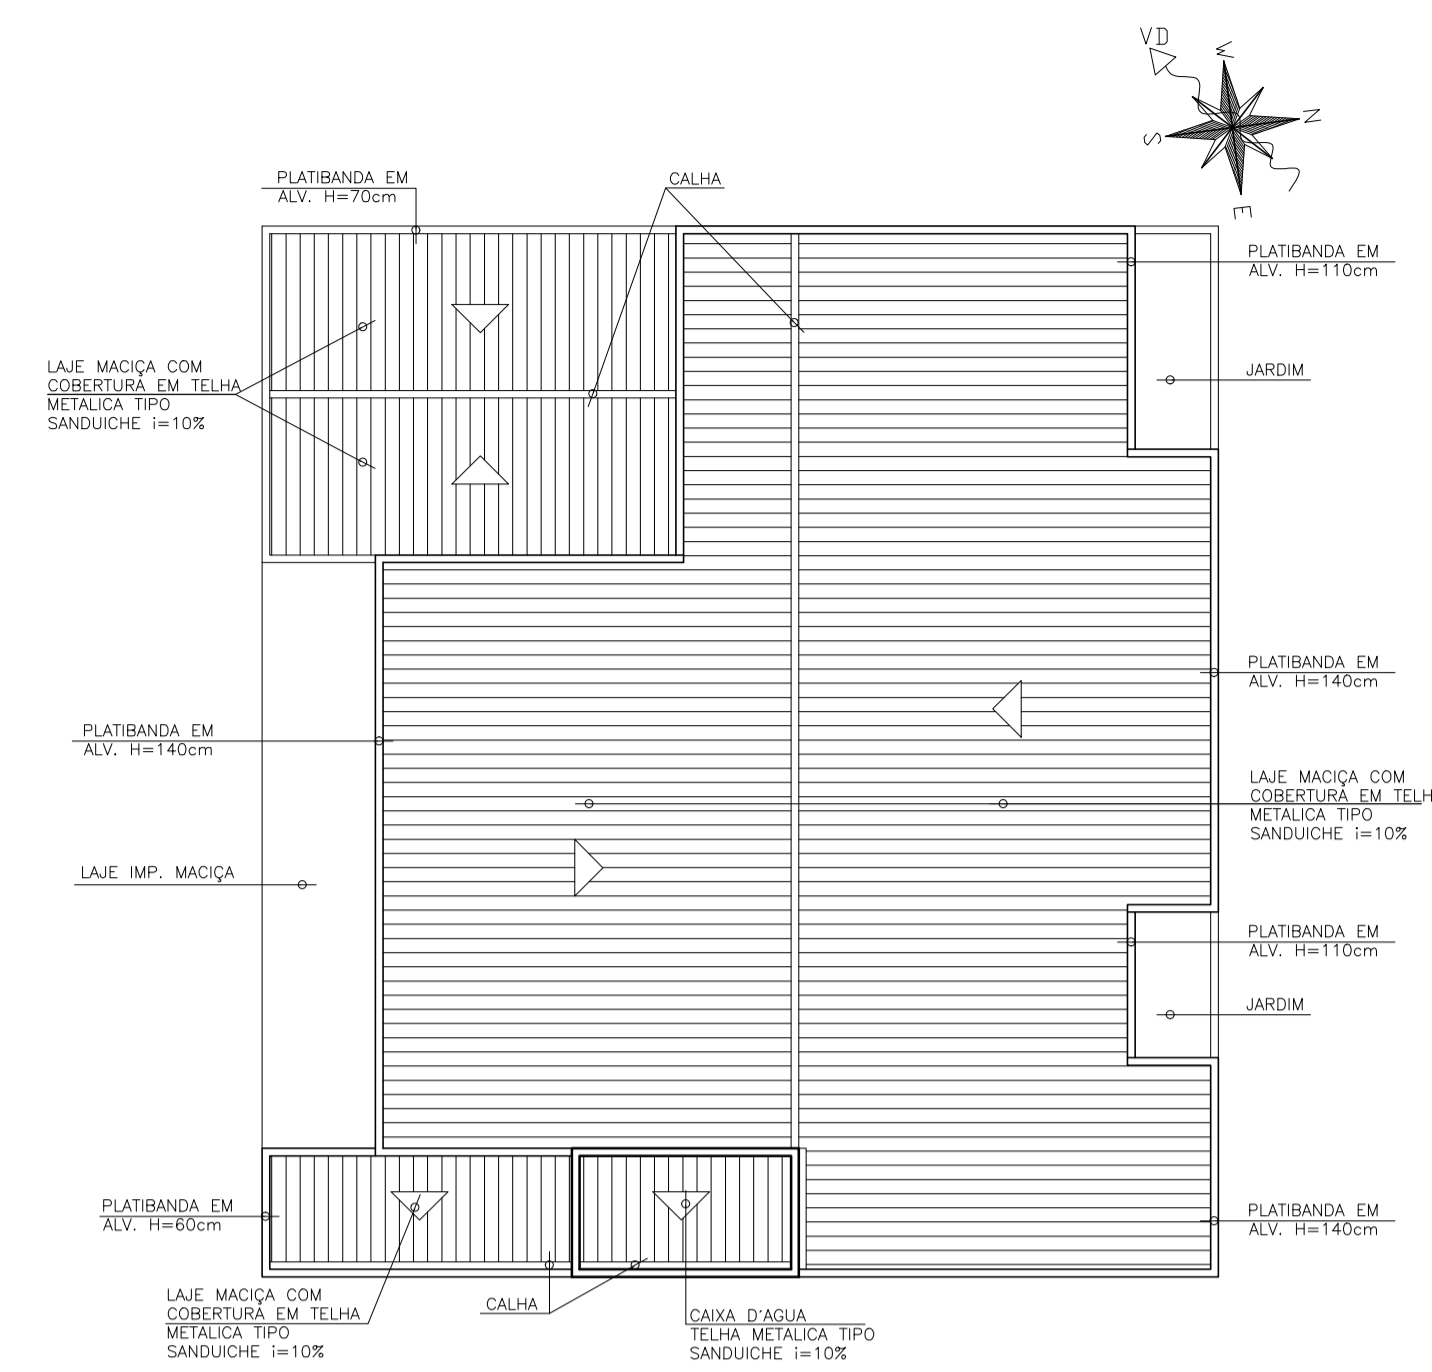 VD
W
N
S
E
PLATIBANDA EM
ALV. H=70cm
CALHA
PLATIBANDA EM
ALV. H=110cm
JARDIM
LAJE MACIÇA COM
COBERTURA EM TELHA
METALICA TIPO
SANDUICHE i=10%
PLATIBANDA EM
ALV. H=140cm
PLATIBANDA EM
ALV. H=140cm
LAJE MACIÇA COM
COBERTURA EM TELH
METALICA TIPO
SANDUICHE i=10%
LAJE IMP. MACIÇA
PLATIBANDA EM
ALV. H=110cm
JARDIM
PLATIBANDA EM
ALV. H=60cm
PLATIBANDA EM
ALV. H=140cm
LAJE MACIÇA COM
COBERTURA EM TELHA
METALICA TIPO
SANDUICHE i=10%
CALHA
CAIXA D'AGUA
TELHA METALICA TIPO
SANDUICHE i=10%